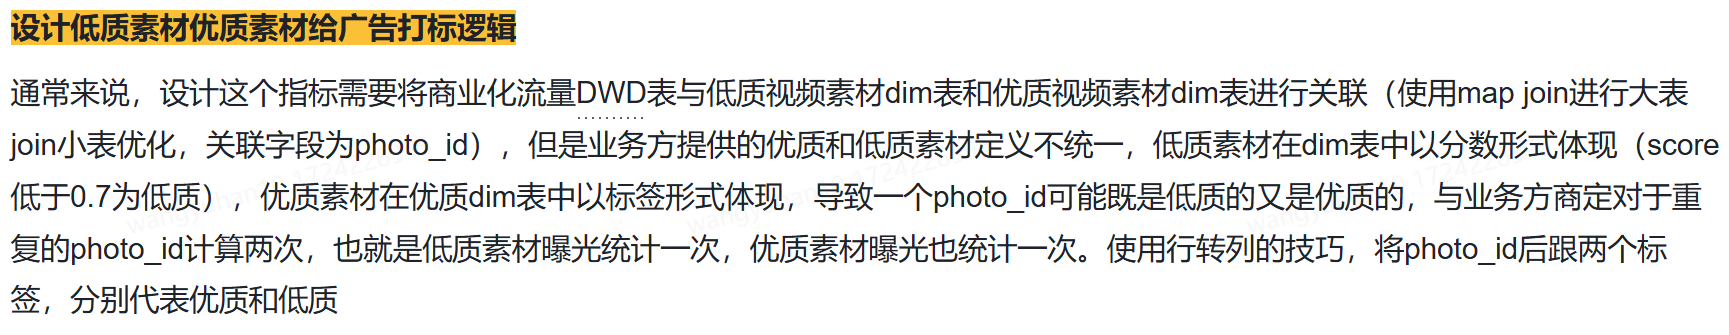 设计低质素材优质素材给广告打标逻辑
通常来说，设计这个指标需要将商业化流量DWD表与低质视频素材dim表和优质视频素材dim表进行关联（使用map join进行大表
join小表优化，关联字段为photo_id），但是业务方提供的优质和低质素材定义不统一，低质素材在dim表中以分数形式体现（score
低于0.7为低质），优质素材在优质dim表中以标签形式体现，导致一个photo_id可能既是低质的又是优质的，与业务方商定对于重
复的photo_id计算两次，也就是低质素材曝光统计一次，优质素材曝光也统计一次。使用行转列的技巧，将photo_id后跟两个标
签，分别代表优质和低质